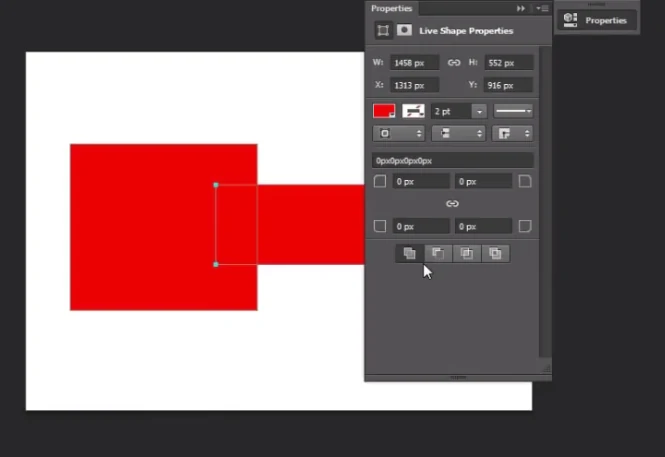 Properties
Properties
Live Shape Properties
W: 1458 px H: 552 px
X: 1313 px Y: 916 px
2 pt
0px0px0px0px
0 px 0 px
0 px 0 px